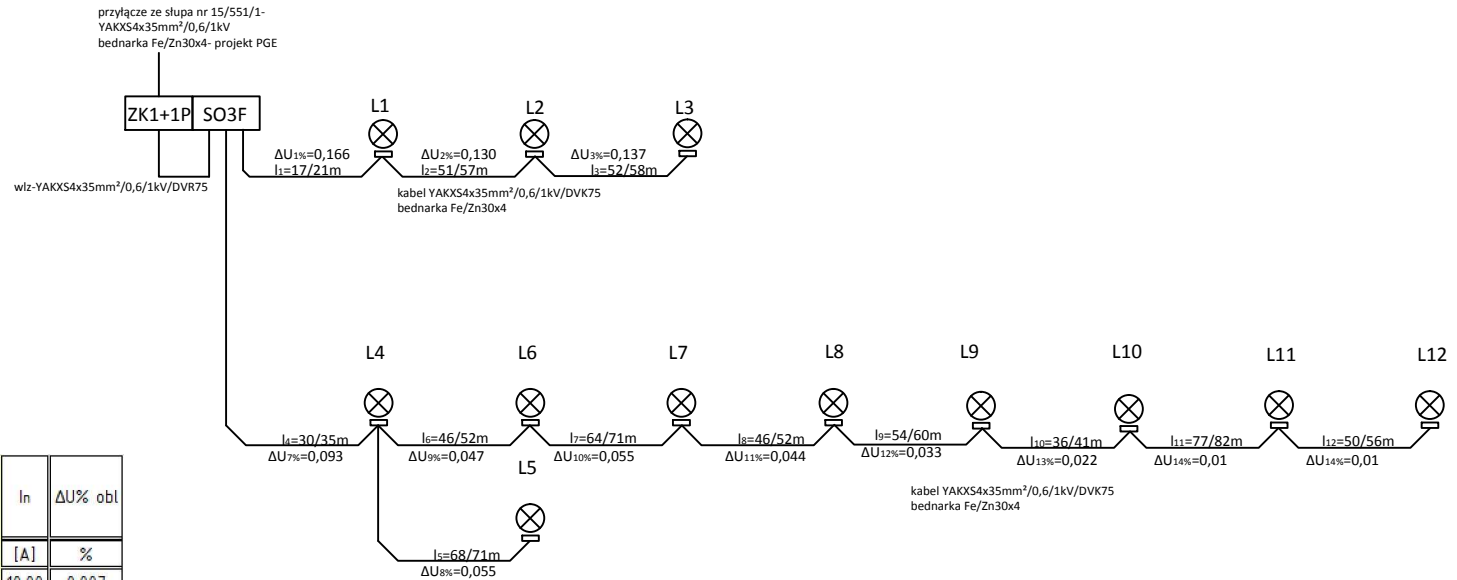 przyłącze ze słupa nr 15/551/1-
YAKXS4x35mm²/0,6/1kV
bednarka Fe/Zn30x4- projekt PGE
ZK1+1P SO3F
L1 L2 L3
ΔU1%=0,166 ΔU2%=0,130 ΔU3%=0,137
l1=17/21m l2=51/57m l3=52/58m
wlz-YAKXS4x35mm²/0,6/1kV/DVR75
kabel YAKXS4x35mm²/0,6/1kV/DVK75
bednarka Fe/Zn30x4
L4 L6 L7 L8 L9 L10 L11 L12
l4=30/35m l6=46/52m l7=64/71m l8=46/52m l9=54/60m l10=36/41m l11=77/82m l12=50/56m
ΔU7%=0,093 ΔU9%=0,047 ΔU10%=0,055 ΔU11%=0,044 ΔU12%=0,033 ΔU13%=0,022 ΔU14%=0,01 ΔU14%=0,01
L5
kabel YAKXS4x35mm²/0,6/1kV/DVK75
bednarka Fe/Zn30x4
l5=68/71m
ΔU8%=0,055
In ΔU% obl
[A] %